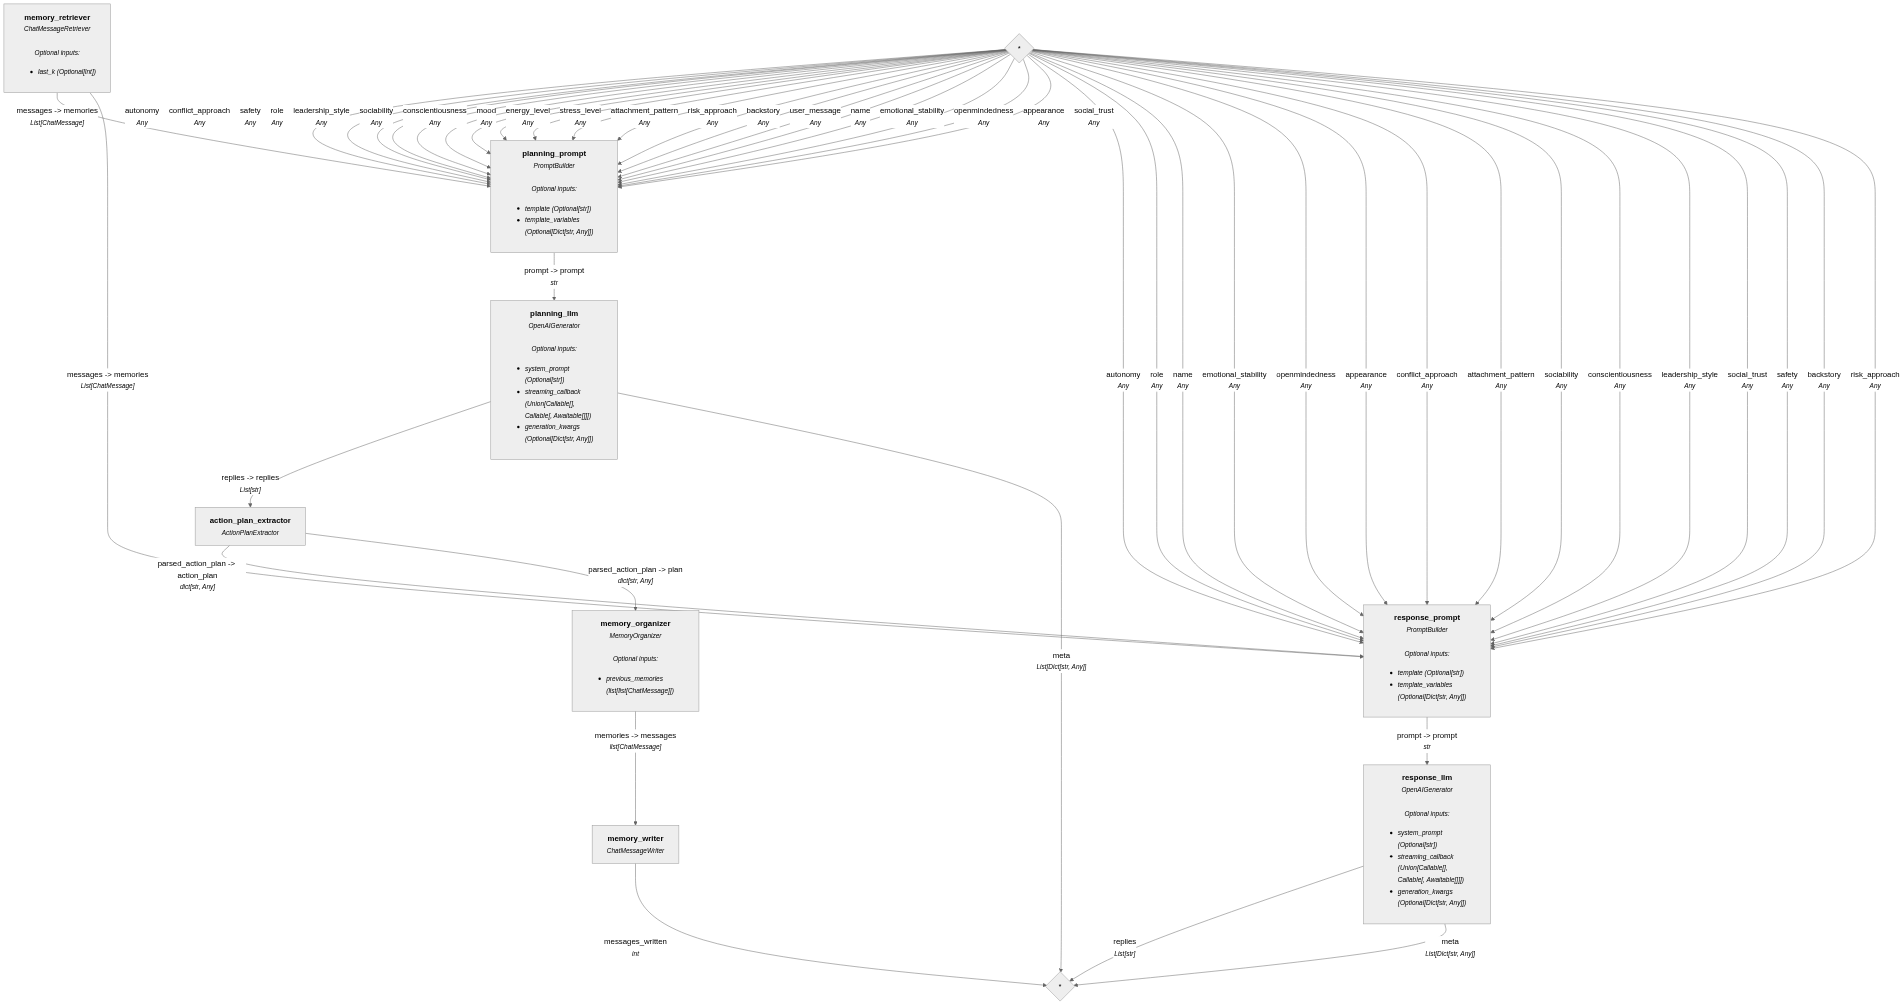 memory_retriever
ChatMessageRetriever
Optional inputs:
last_k (Optional[int])
*
messages -> memories
List[ChatMessage]
autonomy
Any
conflict_approach
Any
safety
Any
role
Any
leadership_style
Any
sociability
Any
conscientiousness
Any
mood
Any
energy_level
Any
stress_level
Any
attachment_pattern
Any
risk_approach
Any
backstory
Any
user_message
Any
name
Any
emotional_stability
Any
openmindedness
Any
appearance
Any
social_trust
Any
planning_prompt
PromptBuilder
Optional inputs:
template (Optional[str])
template_variables
(Optional[Dict[str, Any]])
prompt -> prompt
str
planning_llm
OpenAIGenerator
Optional inputs:
system_prompt
(Optional[str])
streaming_callback
(Union[Callable[],
Callable[, Awaitable[]]])
generation_kwargs
(Optional[Dict[str, Any]])
messages -> memories
List[ChatMessage]
autonomy
Any
role
Any
name
Any
emotional_stability
Any
openmindedness
Any
appearance
Any
conflict_approach
Any
attachment_pattern
Any
sociability
Any
conscientiousness
Any
leadership_style
Any
social_trust
Any
safety
Any
backstory
Any
risk_approach
Any
replies -> replies
List[str]
action_plan_extractor
ActionPlanExtractor
parsed_action_plan ->
action_plan
dict[str, Any]
parsed_action_plan -> plan
dict[str, Any]
memory_organizer
MemoryOrganizer
Optional inputs:
previous_memories
(list[list[ChatMessage]])
meta
List[Dict[str, Any]]
response_prompt
PromptBuilder
Optional inputs:
template (Optional[str])
template_variables
(Optional[Dict[str, Any]])
memories -> messages
list[ChatMessage]
prompt -> prompt
str
memory_writer
ChatMessageWriter
response_llm
OpenAIGenerator
Optional inputs:
system_prompt
(Optional[str])
streaming_callback
(Union[Callable[],
Callable[, Awaitable[]]])
generation_kwargs
(Optional[Dict[str, Any]])
messages_written
int
replies
List[str]
meta
List[Dict[str, Any]]
*